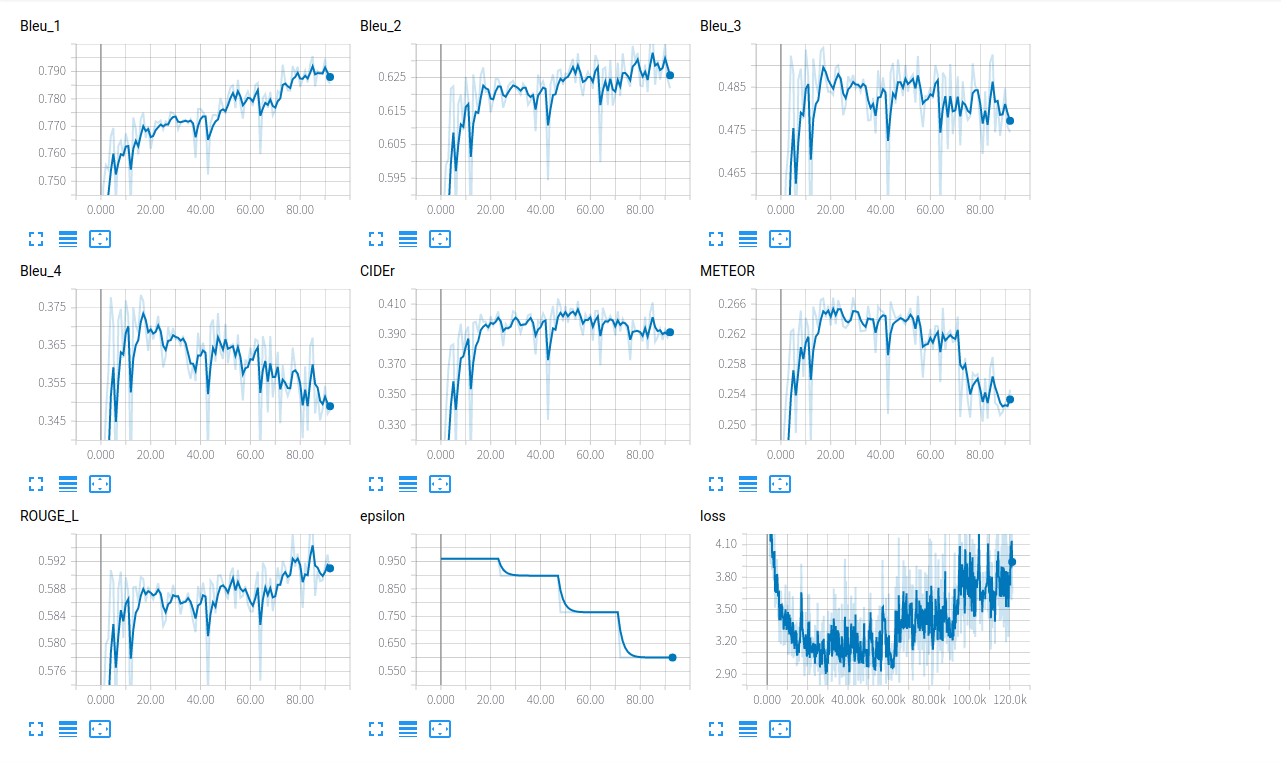 Bleu_1 Bleu_2 Bleu_3
0.790 0.625 0.485
0.780 0.615 0.475
0.770 0.605 0.465
0.760 0.595
0.750
0.000 20.00 40.00 60.00 80.00 0.000 20.00 40.00 60.00 80.00 0.000 20.00 40.00 60.00 80.00
Bleu_4 CIDEr METEOR
0.375 0.410 0.266
0.365 0.390 0.262
0.355 0.370 0.258
0.345 0.350 0.254
0.330 0.250
0.000 20.00 40.00 60.00 80.00 0.000 20.00 40.00 60.00 80.00 0.000 20.00 40.00 60.00 80.00
ROUGE_L epsilon loss
0.592 0.950 4.10
0.588 0.850 3.80
0.584 0.750 3.50
0.580 0.650 3.20
0.576 0.550 2.90
0.000 20.00 40.00 60.00 80.00 0.000 20.00 40.00 60.00 80.00 0.000 20.00k 40.00k 60.00k 80.00k 100.0k 120.0k